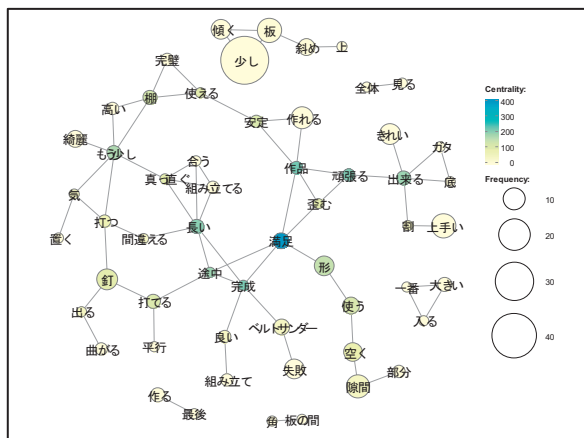 傾く
板
斜め
上
少し
完璧
棚
使える
高い
安定
作れる
全体
見る
綺麗
もう少し
真っ直ぐ
合う
組み立てる
作品
頑張る
きれい
出来る
カタ
底
歪む
割
上手い
気
置く
打つ
間違える
長い
満足
途中
完成
形
釘
打てる
出る
曲がる
平行
良い
組み立て
ベルトサンダー
失敗
使う
空く
隙間
部分
一番
大きい
入る
作る
最後
角
板の間
Centrality:
400
300
200
100
0
Frequency:
10
20
30
40